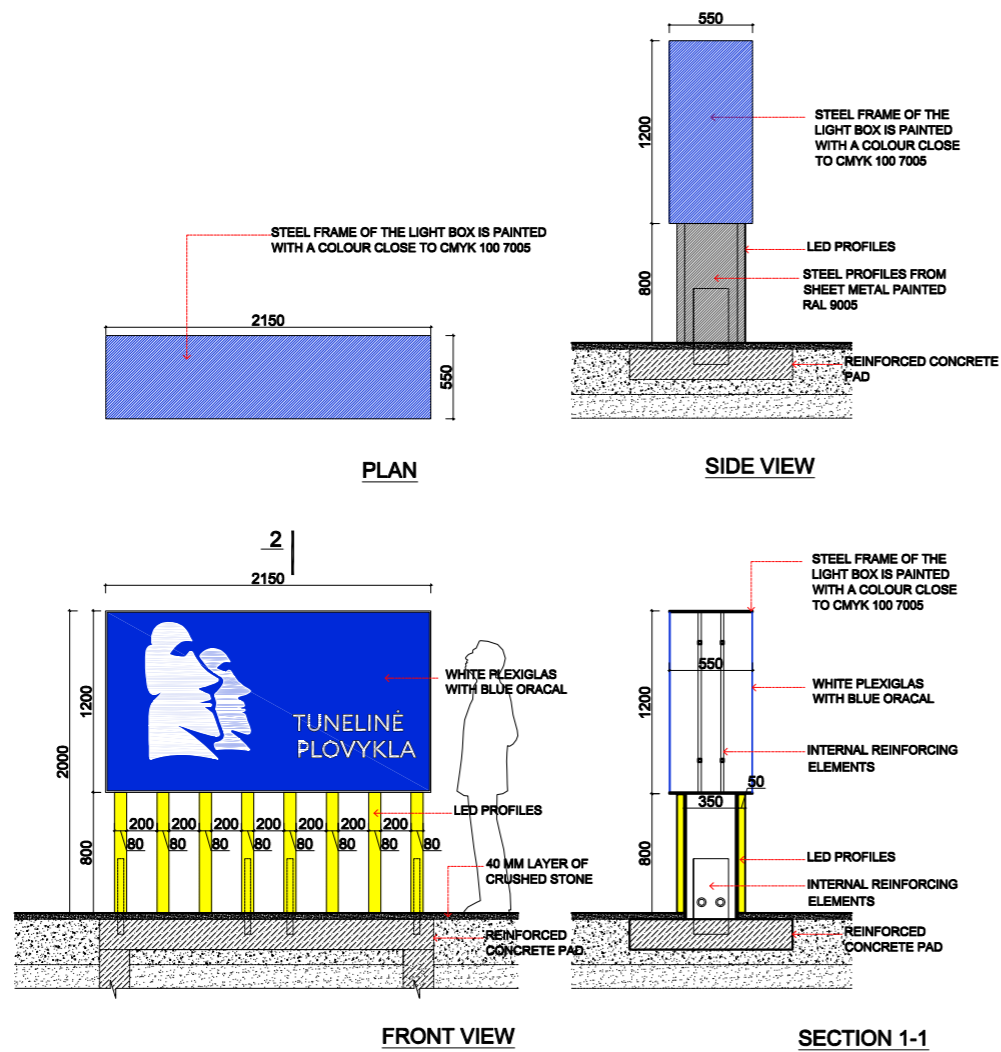 550
1200
STEEL FRAME OF THE
LIGHT BOX IS PAINTED
WITH A COLOUR CLOSE
TO CMYK 100 7005
800
LED PROFILES
STEEL PROFILES FROM
SHEET METAL PAINTED
RAL 9005
REINFORCED CONCRETE
PAD
SIDE VIEW
STEEL FRAME OF THE LIGHT BOX IS PAINTED
WITH A COLOUR CLOSE TO CMYK 100 7005
2150
550
PLAN
2
2150
2000
1200
800
TUNELINĖ
PLOVYKLA
WHITE PLEXIGLAS
WITH BLUE ORACAL
LED PROFILES
200 200 200 200 200 200 200
80 80 80 80 80 80 80 80
40 MM LAYER OF
CRUSHED STONE
REINFORCED
CONCRETE PAD
FRONT VIEW
STEEL FRAME OF THE
LIGHT BOX IS PAINTED
WITH A COLOUR CLOSE
TO CMYK 100 7005
550
1200
WHITE PLEXIGLAS
WITH BLUE ORACAL
INTERNAL REINFORCING
ELEMENTS
50
350
800
LED PROFILES
INTERNAL REINFORCING
ELEMENTS
REINFORCED
CONCRETE PAD
SECTION 1-1